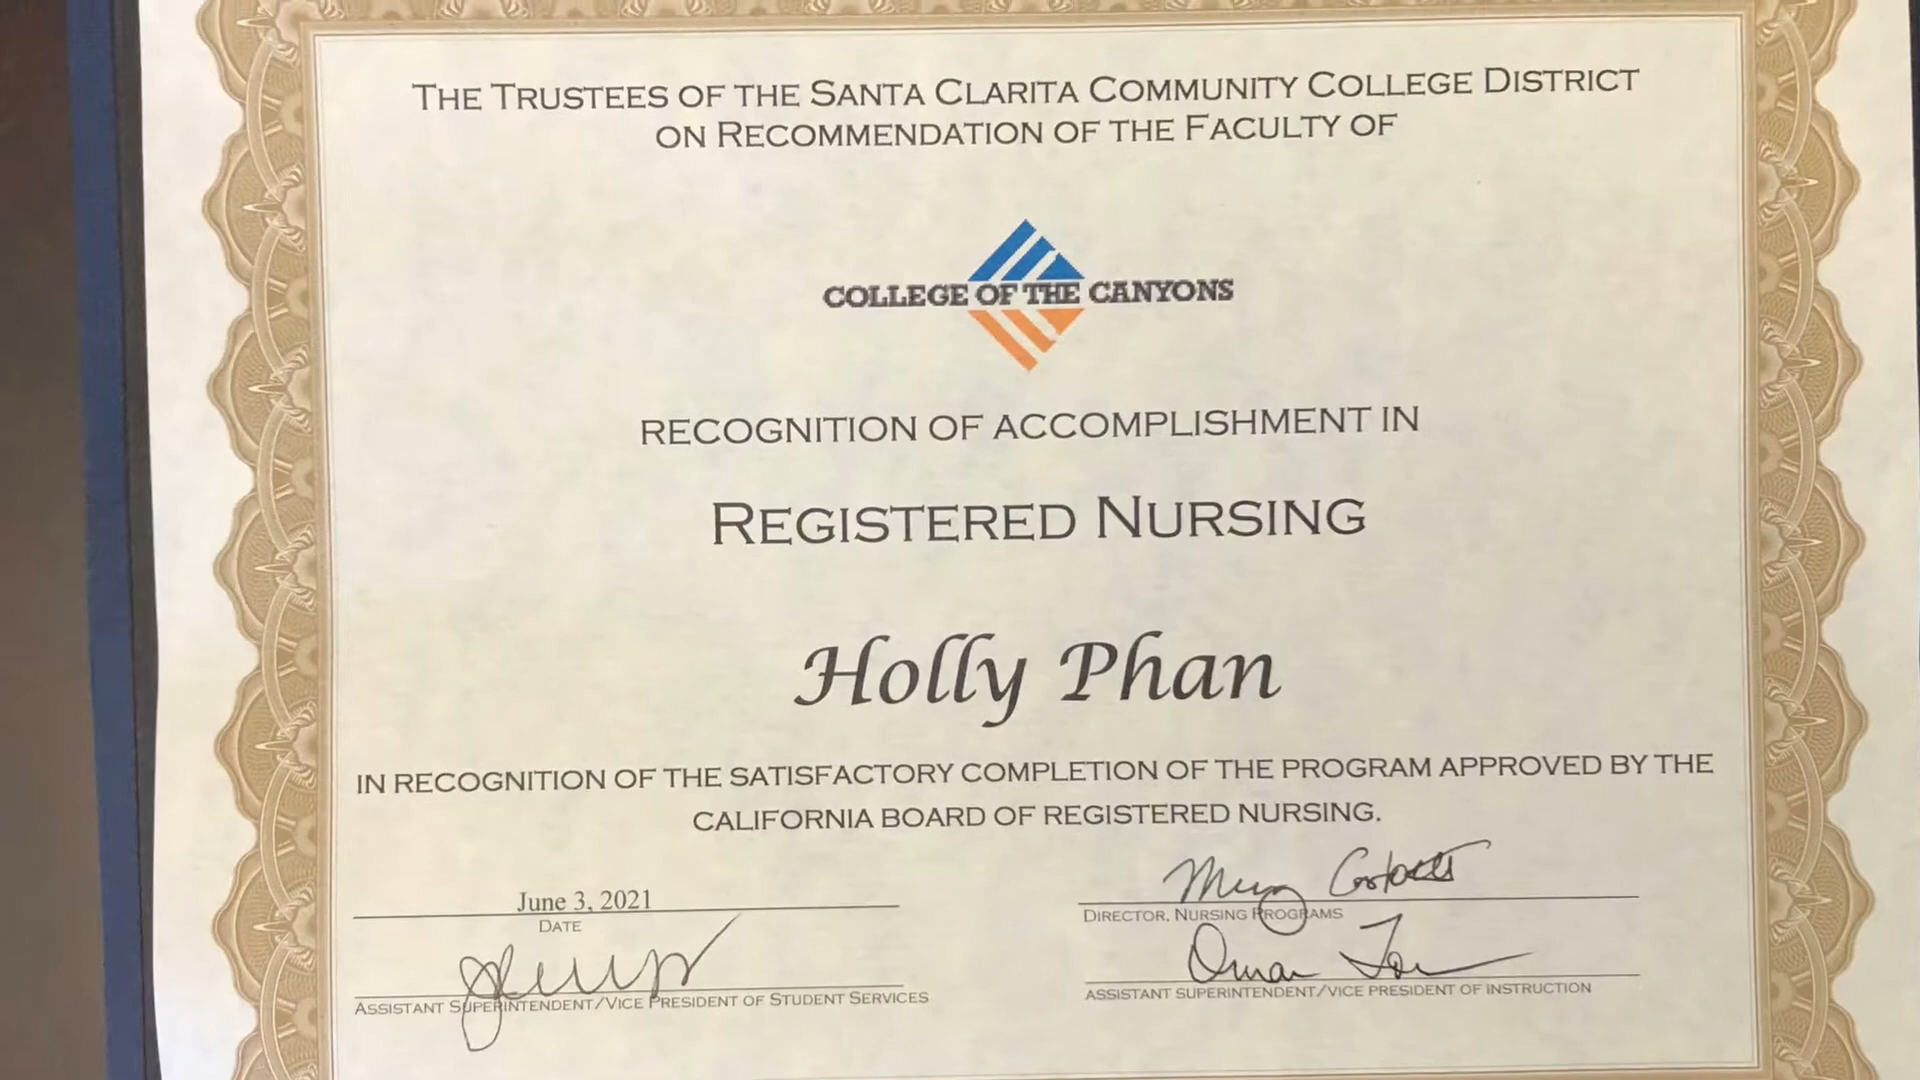 THE TRUSTEES OF THE SANTA CLARITA COMMUNITY COLLEGE DISTRICT
ON RECOMMENDATION OF THE FACULTY OF
COLLEGE OF THE CANYONS
RECOGNITION OF ACCOMPLISHMENT IN
REGISTERED NURSING
Holly Phan
IN RECOGNITION OF THE SATISFACTORY COMPLETION OF THE PROGRAM APPROVED BY THE
CALIFORNIA BOARD OF REGISTERED NURSING.
June 3, 2021
DATE
DIRECTOR, NURSING PROGRAMS
ASSISTANT SUPERINTENDENT/VICE PRESIDENT OF STUDENT SERVICES
ASSISTANT SUPERINTENDENT/VICE PRESIDENT OF INSTRUCTION